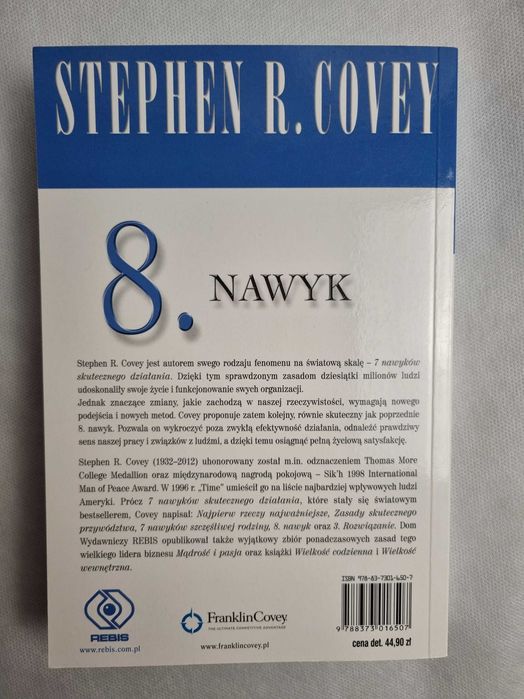 STEPHEN R. COVEY
8. NAWYK
Stephen R. Covey jest autorem swego rodzaju fenomenu na światową skalę – 7 nawyków
skutecznego działania. Dzięki tym sprawdzonym zasadom dziesiątki milionów ludzi
udoskonaliły swoje życie i funkcjonowanie swych organizacji.
Jednak znaczące zmiany, jakie zachodzą w naszej rzeczywistości, wymagają nowego
podejścia i nowych metod. Covey proponuje zatem kolejny, równie skuteczny jak poprzednie
8. nawyk. Pozwala on wykroczyć poza zwykłą efektywność działania, odnaleźć prawdziwy
sens naszej pracy i związków z ludźmi, a dzięki temu osiągnąć pełną życiową satysfakcję.
Stephen R. Covey (1932–2012) uhonorowany został m.in. odznaczeniem Thomas More
College Medallion oraz międzynarodową nagrodą pokojową – Sik'h 1998 International
Man of Peace Award. W 1996 r. „Time” umieścił go na liście najbardziej wpływowych ludzi
Ameryki. Prócz 7 nawyków skutecznego działania, które stały się światowym
bestsellerem, Covey napisał: Najpierw rzeczy najważniejsze, Zasady skutecznego
przywództwa, 7 nawyków szczęśliwej rodziny, 8. nawyk oraz 3. Rozwiązanie. Dom
Wydawniczy REBIS opublikował także wyjątkowy zbiór ponadczasowych zasad tego
wielkiego lidera biznesu Mądrość i pasja oraz książki Wielkość codzienna i Wielkość
wewnętrzna.
REBIS
www.rebis.com.pl
FranklinCovey
THE ULTIMATE COMPETITIVE ADVANTAGE
www.franklincovey.pl
ISBN 978-83-7301-650-7
9 788373 016507
cena det. 44,90 zł